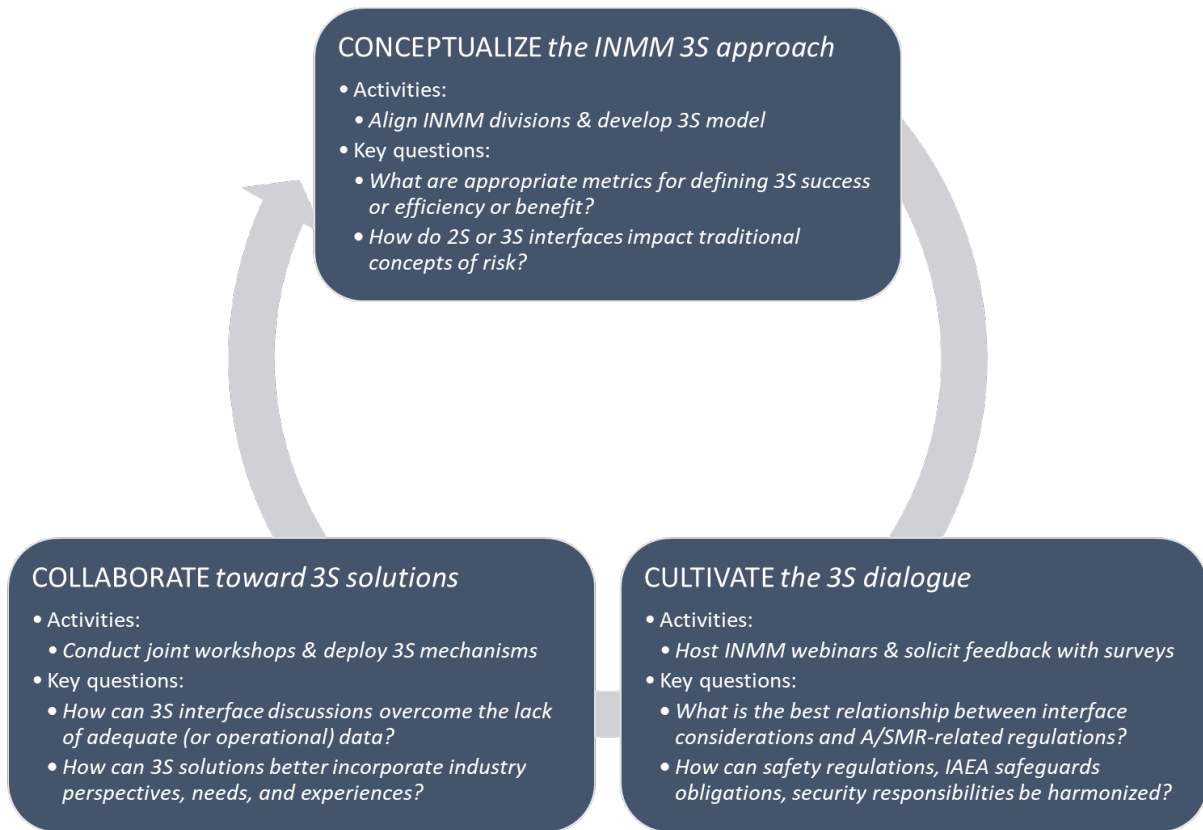 CONCEPTUALIZE the INMM 3S approach
• Activities:
• Align INMM divisions & develop 3S model
• Key questions:
• What are appropriate metrics for defining 3S success
or efficiency or benefit?
• How do 2S or 3S interfaces impact traditional
concepts of risk?
COLLABORATE toward 3S solutions
• Activities:
• Conduct joint workshops & deploy 3S mechanisms
• Key questions:
• How can 3S interface discussions overcome the lack
of adequate (or operational) data?
• How can 3S solutions better incorporate industry
perspectives, needs, and experiences?
CULTIVATE the 3S dialogue
• Activities:
• Host INMM webinars & solicit feedback with surveys
• Key questions:
• What is the best relationship between interface
considerations and A/SMR-related regulations?
• How can safety regulations, IAEA safeguards
obligations, security responsibilities be harmonized?